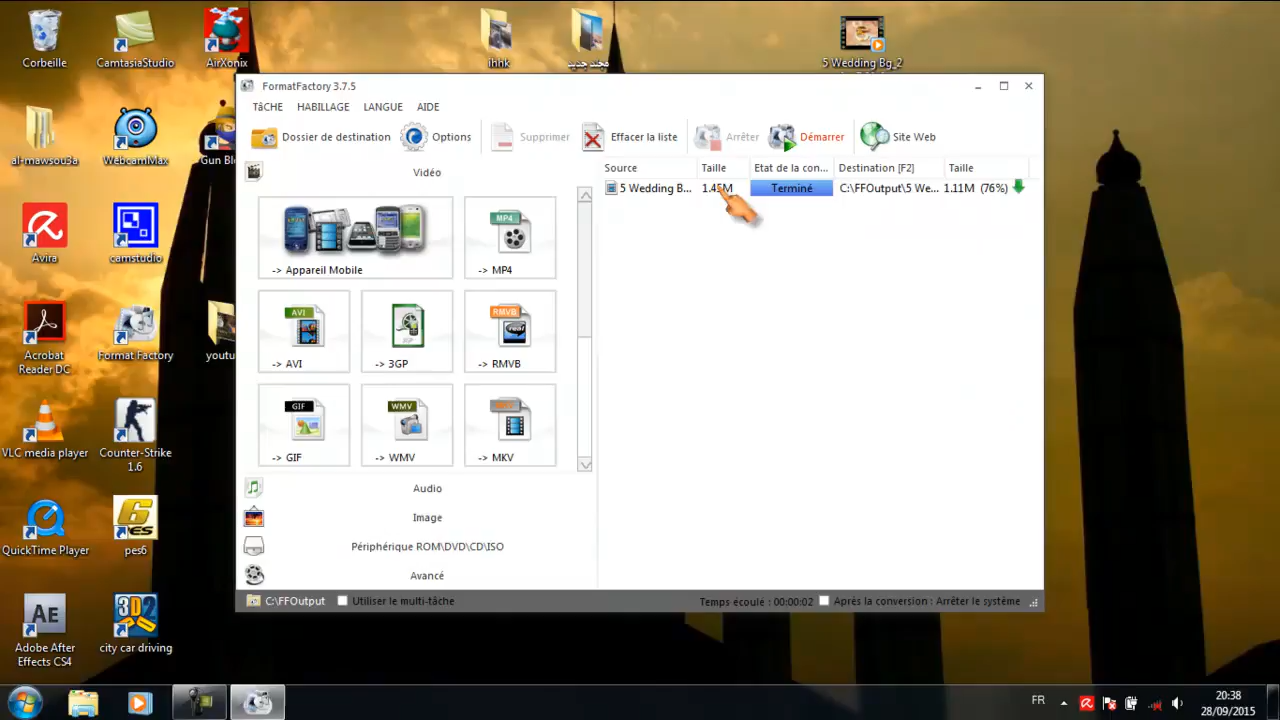 Corbeille
CamtasiaStudio
AirXonix
ihhk
مجند جديد
5 Wedding Bg_2
al-mawsou3a
WebcamMax
Gun Bl
Avira
camstudio
Acrobat
Reader DC
Format Factory
youtu
VLC media player
Counter-Strike
1.6
QuickTime Player
pes6
Adobe After
Effects CS4
city car driving
FormatFactory 3.7.5
TâCHE HABILLAGE LANGUE AIDE
Dossier de destination Options Supprimer Effacer la liste Arrêter Démarrer Site Web
Vidéo
Source Taille Etat de la con... Destination [F2] Taille
5 Wedding B... 1.45M Terminé C:\FFOutput\5 We... 1.11M (76%)
-> Appareil Mobile
MP4
-> MP4
AVI
-> AVI
-> 3GP
RMVB
-> RMVB
GIF
-> GIF
WMV
-> WMV
-> MKV
Audio
Image
Périphérique ROM\DVD\CD\ISO
Avancé
C:\FFOutput Utiliser le multi-tâche Temps écoulé : 00:00:02 Après la conversion : Arrêter le système
AE
3D2
FR
20:38
28/09/2015